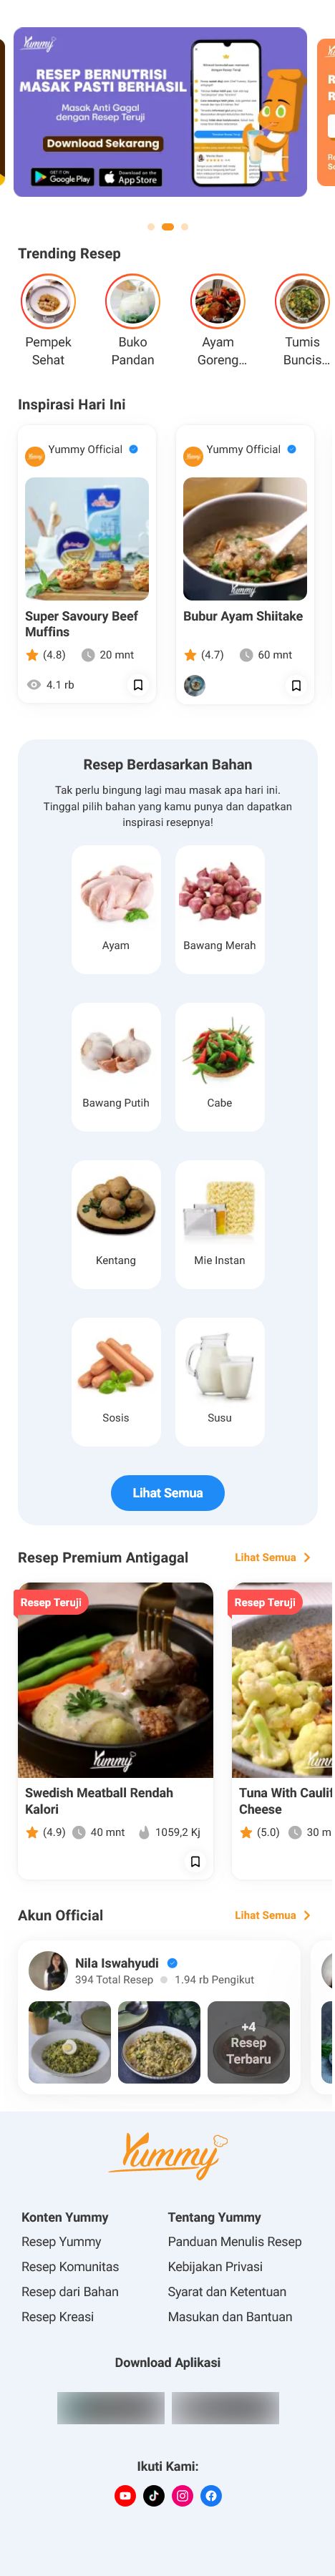 Yummy
RESEP BERNUTRISI
MASAK PASTI BERHASIL
Masak Anti Gagal
dengan Resep Teruji
Download Sekarang
GET IT ON
Google Play
Download on the
App Store
Trending Resep
Pempek
Sehat
Buko
Pandan
Ayam
Goreng...
Tumis
Buncis...
Inspirasi Hari Ini
Yummy Official
Yummy Official
Super Savoury Beef
Muffins
(4.8)
20 mnt
4.1 rb
Bubur Ayam Shiitake
(4.7)
60 mnt
Resep Berdasarkan Bahan
Tak perlu bingung lagi mau masak apa hari ini.
Tinggal pilih bahan yang kamu punya dan dapatkan
inspirasi resepnya!
Ayam
Bawang Merah
Bawang Putih
Cabe
Kentang
Mie Instan
Sosis
Susu
Lihat Semua
Resep Premium Antigagal
Lihat Semua
Resep Teruji
Resep Teruji
Yummy
Swedish Meatball Rendah
Kalori
(4.9)
40 mnt
1059,2 Kj
Tuna With Caulif
Cheese
(5.0)
30 m
Akun Official
Lihat Semua
Nila Iswahyudi
394 Total Resep
1.94 rb Pengikut
+4
Resep
Terbaru
Yummy
Konten Yummy
Resep Yummy
Resep Komunitas
Resep dari Bahan
Resep Kreasi
Tentang Yummy
Panduan Menulis Resep
Kebijakan Privasi
Syarat dan Ketentuan
Masukan dan Bantuan
Download Aplikasi
Ikuti Kami: